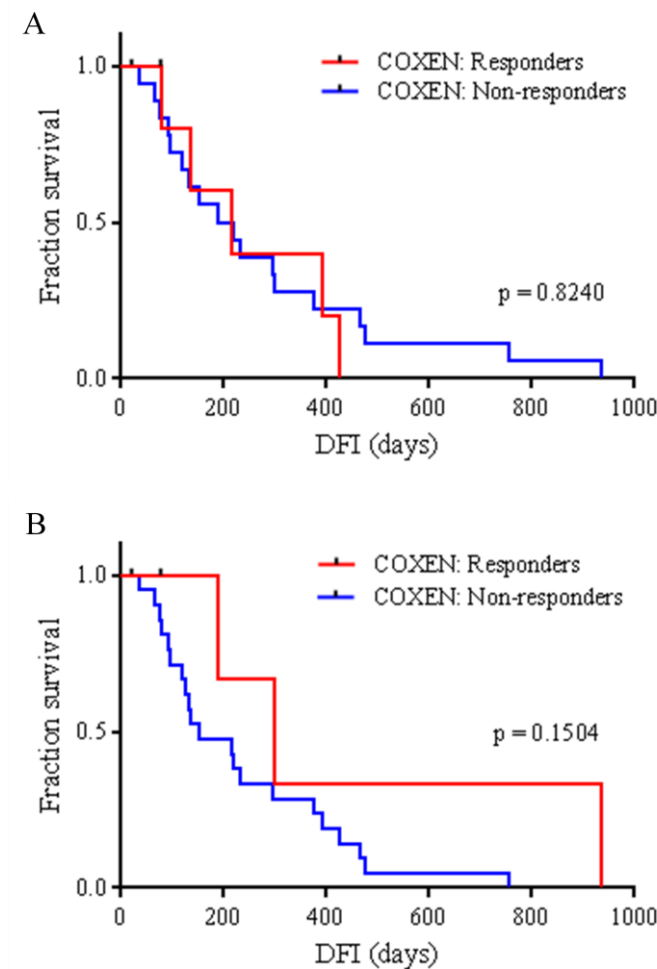 A
1.0
COXEN: Responders
COXEN: Non-responders
Fraction survival
0.5
p = 0.8240
0.0
0 200 400 600 800 1000
DFI (days)
B
1.0
COXEN: Responders
COXEN: Non-responders
Fraction survival
0.5
p = 0.1504
0.0
0 200 400 600 800 1000
DFI (days)